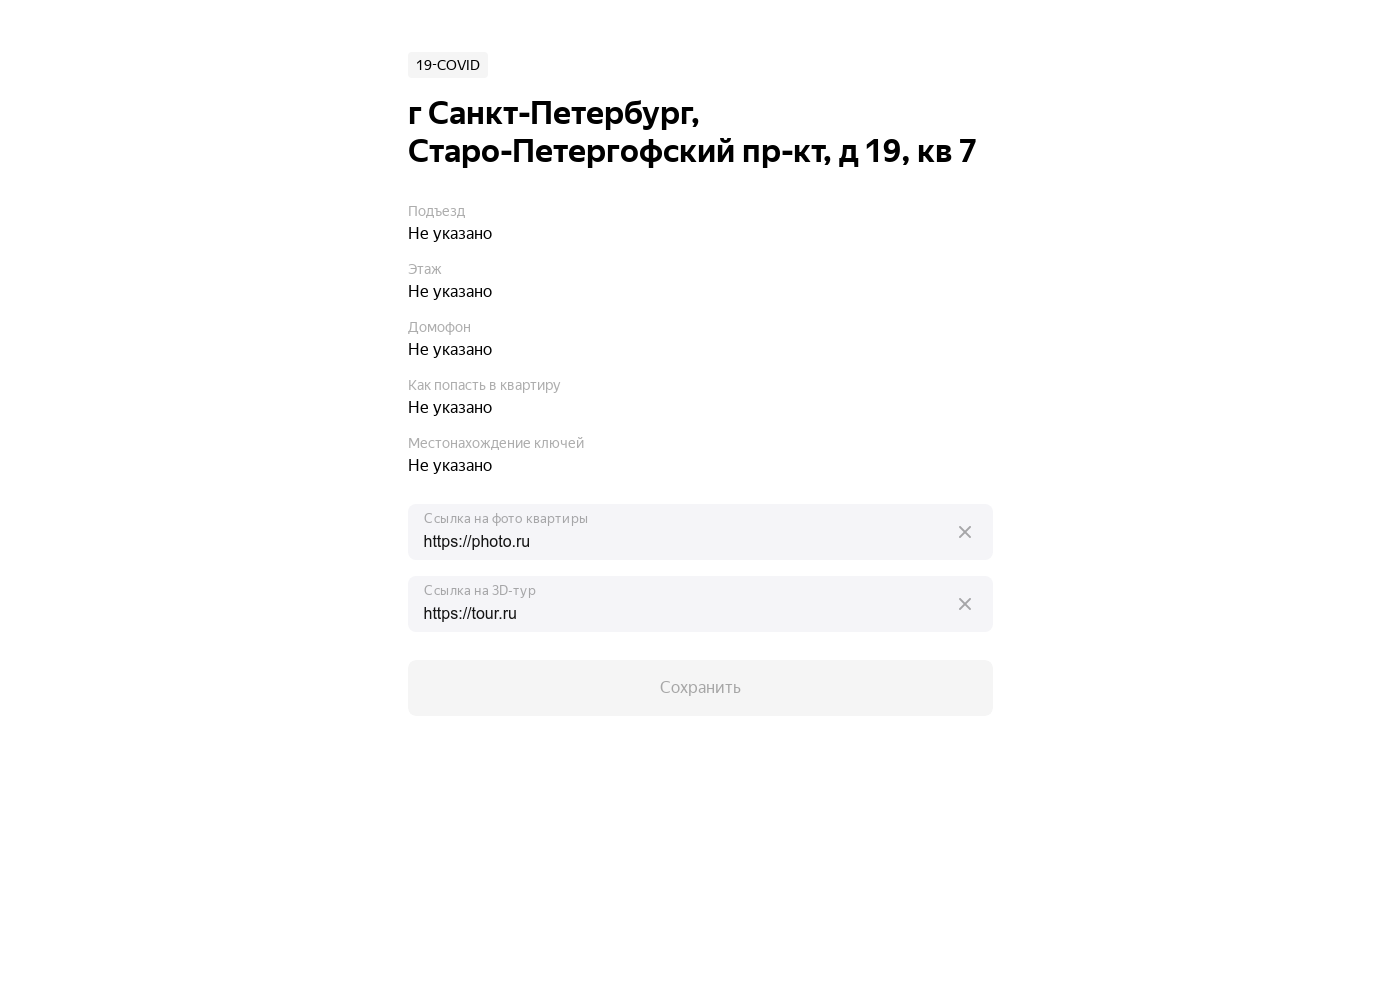 19-COVID
г Санкт-Петербург,
Старо-Петергофский пр-кт, д 19, кв 7
Подъезд
Не указано
Этаж
Не указано
Домофон
Не указано
Как попасть в квартиру
Не указано
Местонахождение ключей
Не указано
Ссылка на фото квартиры
https://photo.ru
Ссылка на 3D-тур
https://tour.ru
Сохранить